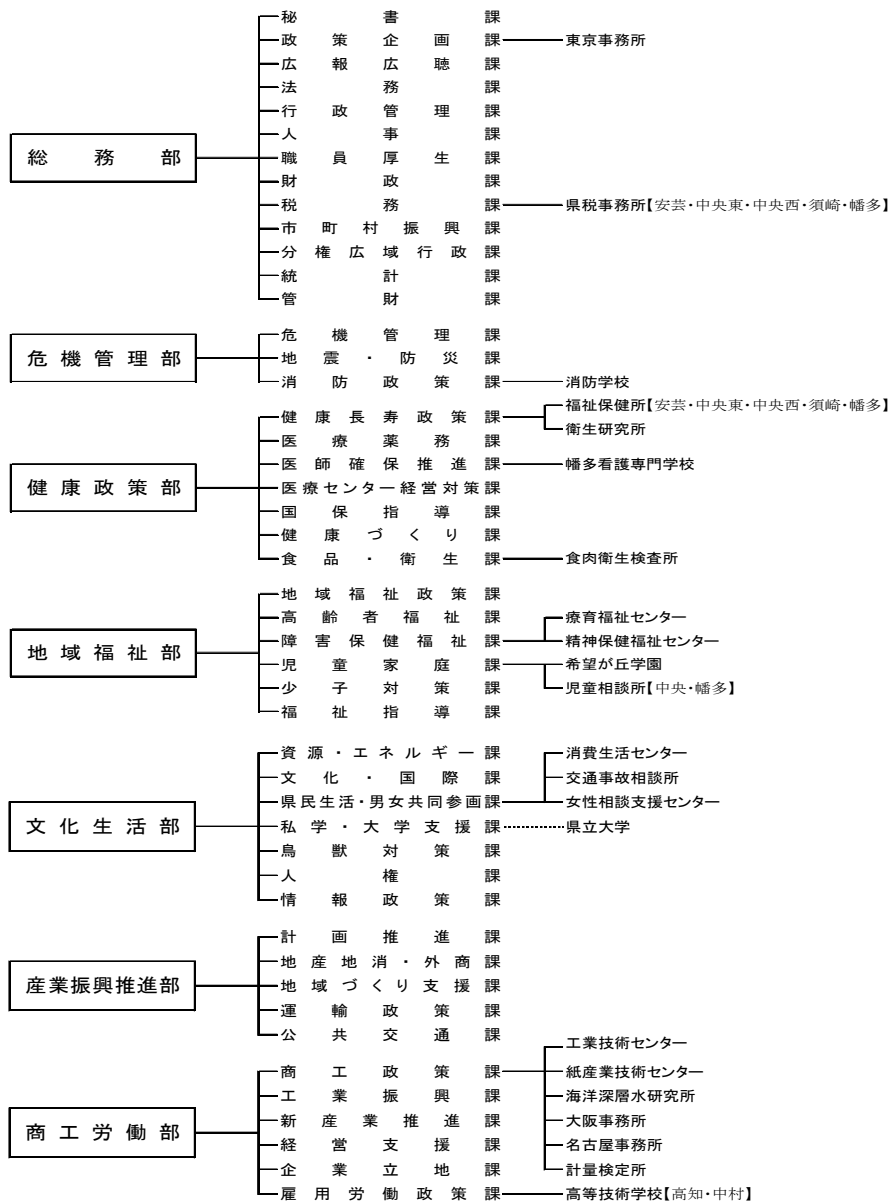 秘書課
政策企画課 東京事務所
広報広聴課
法務課
行政管理課
人事課
総務部 職員厚生課
財政課
税務課 県税事務所【安芸・中央東・中央西・須崎・幡多】
市町村振興課
分権広域行政課
統計課
管財課
危機管理課
危機管理部 地震・防災課
消防政策課 消防学校
福祉保健所【安芸・中央東・中央西・須崎・幡多】
健康長寿政策課
衛生研究所
医療薬務課
医師確保推進課 幡多看護専門学校
健康政策部 医療センター経営対策課
国保指導課
健康づくり課
食品・衛生課 食肉衛生検査所
地域福祉政策課
高齢者福祉課 療育福祉センター
障害保健福祉課 精神保健福祉センター
地域福祉部
児童家庭課 希望が丘学園
少子対策課 児童相談所【中央・幡多】
福祉指導課
資源・エネルギー課 消費生活センター
文化・国際課 交通事故相談所
県民生活・男女共同参画課 女性相談支援センター
文化生活部 私学・大学支援課 県立大学
鳥獣対策課
人権課
情報政策課
計画推進課
地産地消・外商課
産業振興推進部 地域づくり支援課
運輸政策課
公共交通課
工業技術センター
商工政策課 紙産業技術センター
工業振興課 海洋深層水研究所
新産業推進課 大阪事務所
商工労働部
経営支援課 名古屋事務所
企業立地課 計量検定所
雇用労働政策課 高等技術学校【高知・中村】